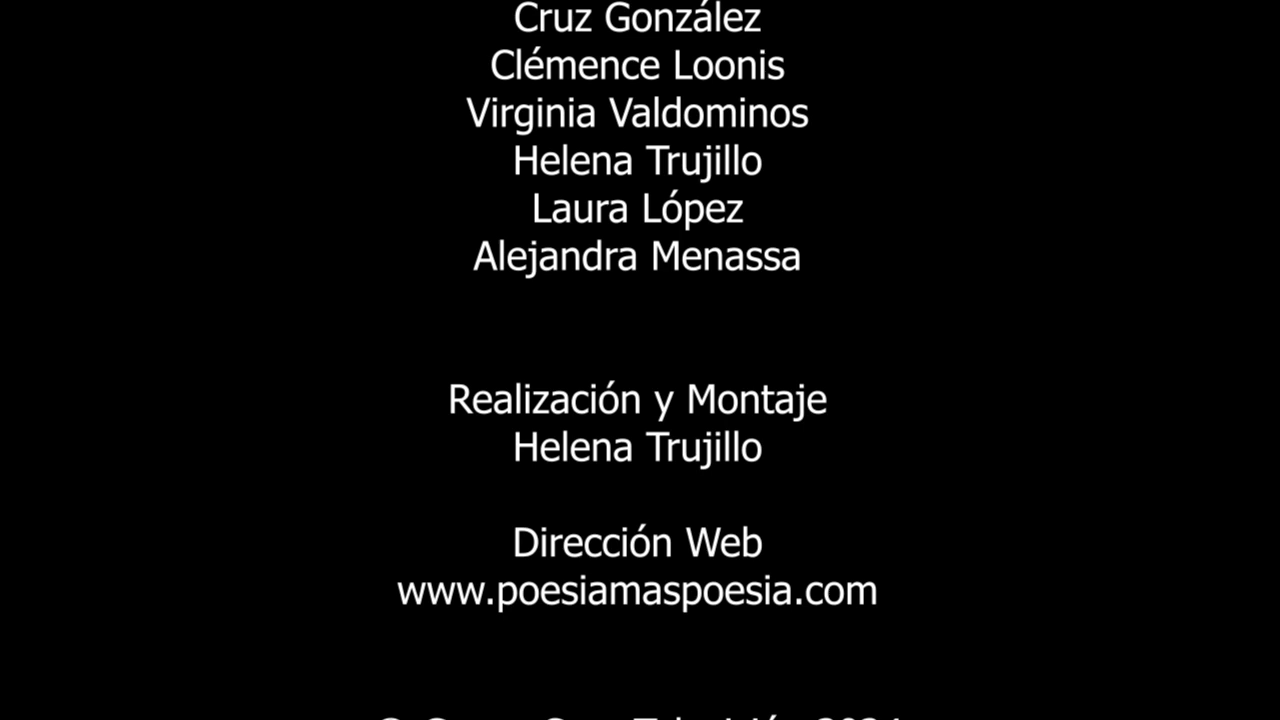 Cruz González
Clémence Loonis
Virginia Valdominos
Helena Trujillo
Laura López
Alejandra Menassa
Realización y Montaje
Helena Trujillo
Dirección Web
www.poesiamaspoesia.com